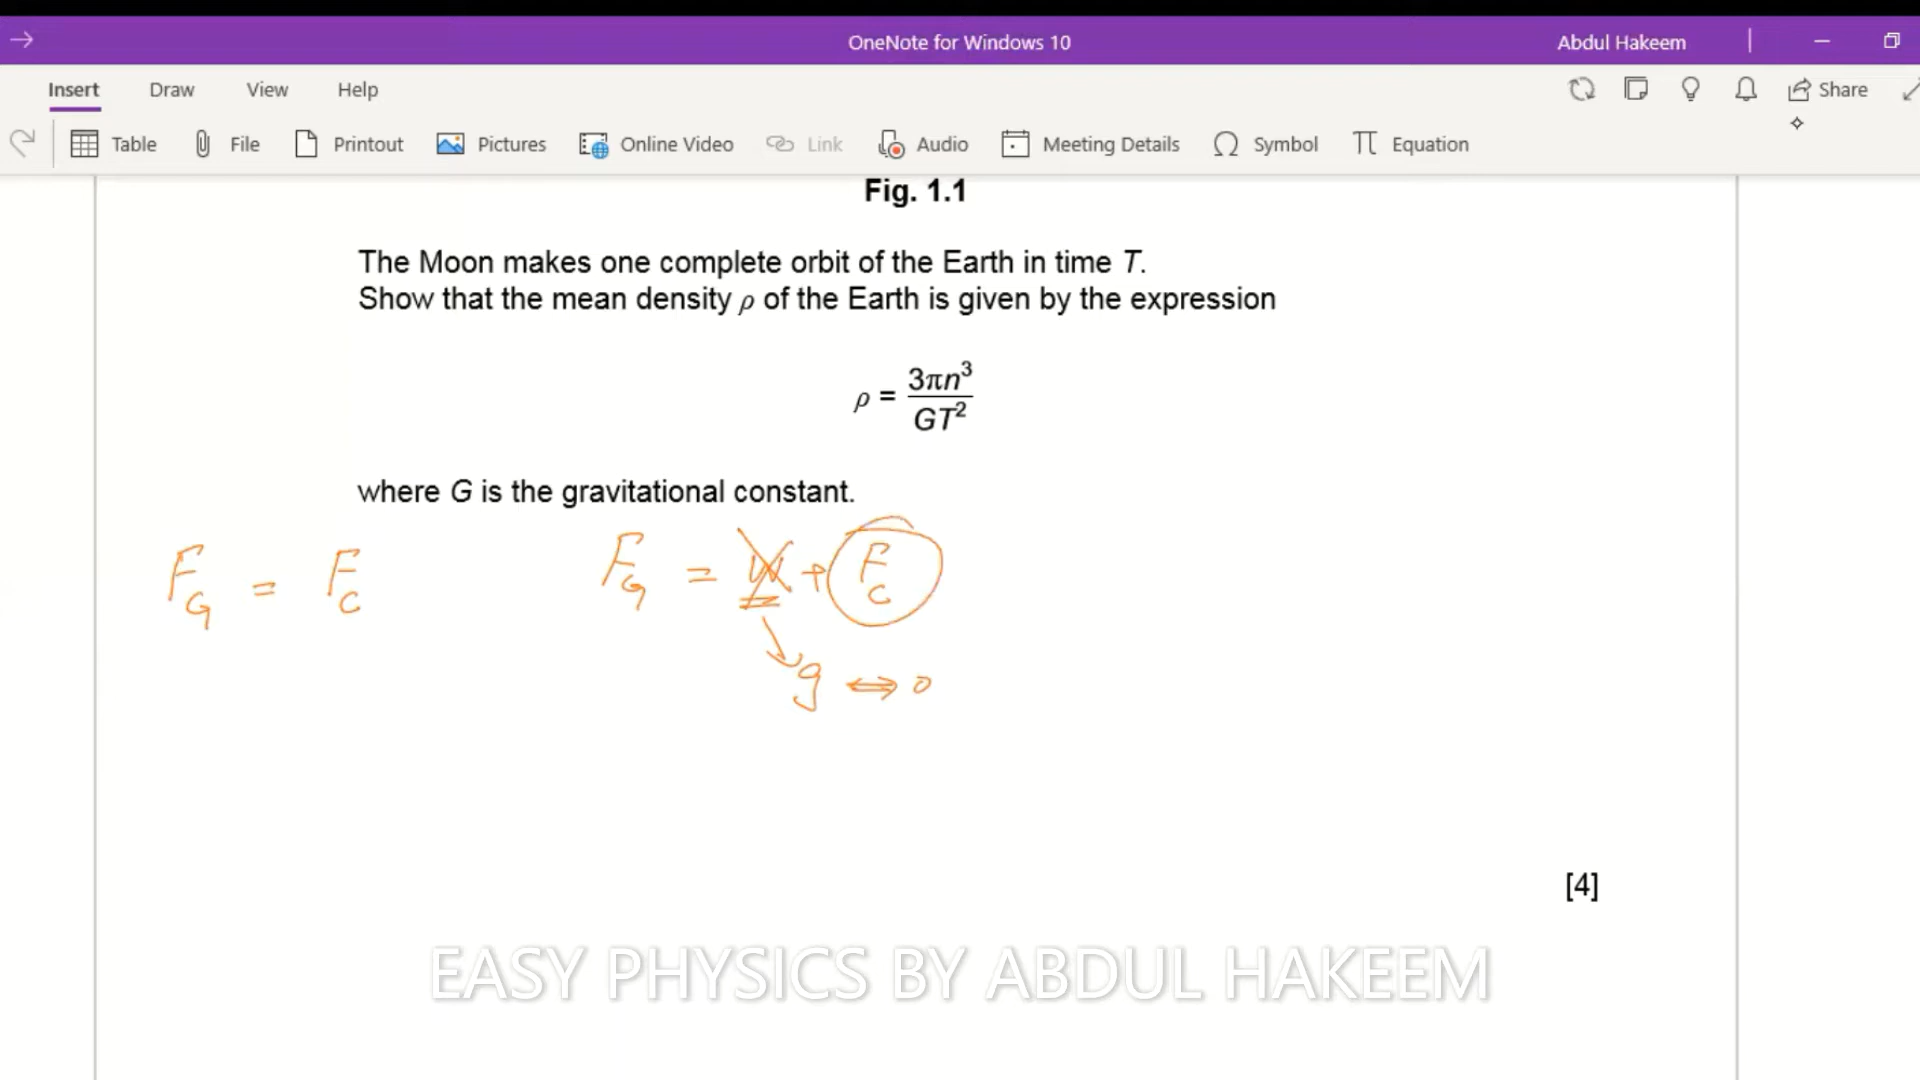 OneNote for Windows 10
Abdul Hakeem
Insert Draw View Help
Share
Table File Printout Pictures Online Video Link Audio Meeting Details Symbol Equation
Fig. 1.1
The Moon makes one complete orbit of the Earth in time T.
Show that the mean density ρ of the Earth is given by the expression
ρ = 3πn³ / GT²
where G is the gravitational constant.
F_G = F_C
F_G = W + F_C
g ⟺ 0
[4]
EASY PHYSICS BY ABDUL HAKEEM